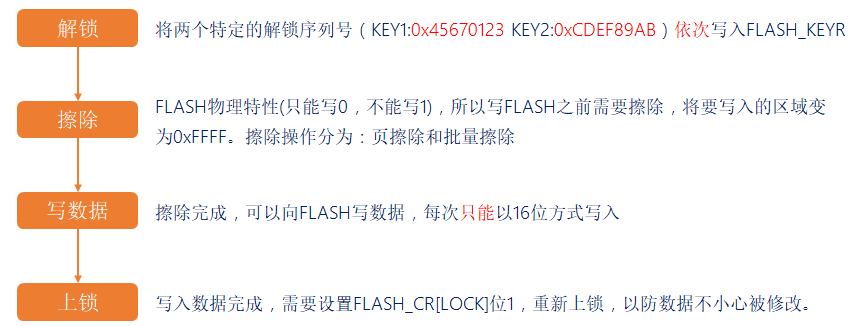 解锁
将两个特定的解锁序列号（KEY1:0x45670123 KEY2:0xCDEF89AB）依次写入FLASH_KEYR
擦除
FLASH物理特性(只能写0，不能写1)，所以写FLASH之前需要擦除，将要写入的区域变
为0xFFFF。擦除操作分为：页擦除和批量擦除
写数据
擦除完成，可以向FLASH写数据，每次只能以16位方式写入
上锁
写入数据完成，需要设置FLASH_CR[LOCK]位1，重新上锁，以防数据不小心被修改。